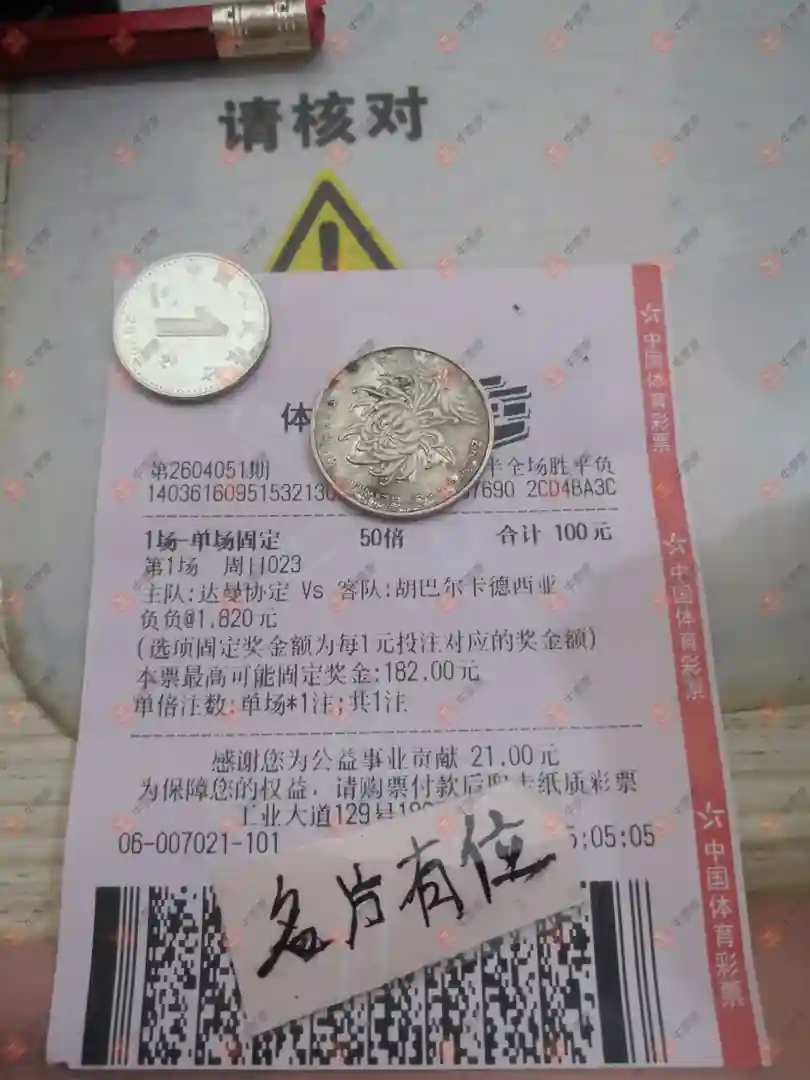 请核对
1
体
第2604051期 半全场胜平负
14036160951532130 7690 2CD4BA3C
1场-单场固定 50倍 合计 100元
第1场 周日023
主队:达曼协定 Vs 客队:胡巴尔卡德西亚
负负@1.820元
(选项固定奖金额为每1元投注对应的奖金额)
本票最高可能固定奖金:182.00元
单倍注数:单场*1注;共1注
感谢您为公益事业贡献 21.00元
为保障您的权益,请购票付款后取走纸质彩票
工业大道129号
06-007021-101 5:05:05
名片有位
中国体育彩票
中国体育彩票
中国体育彩票